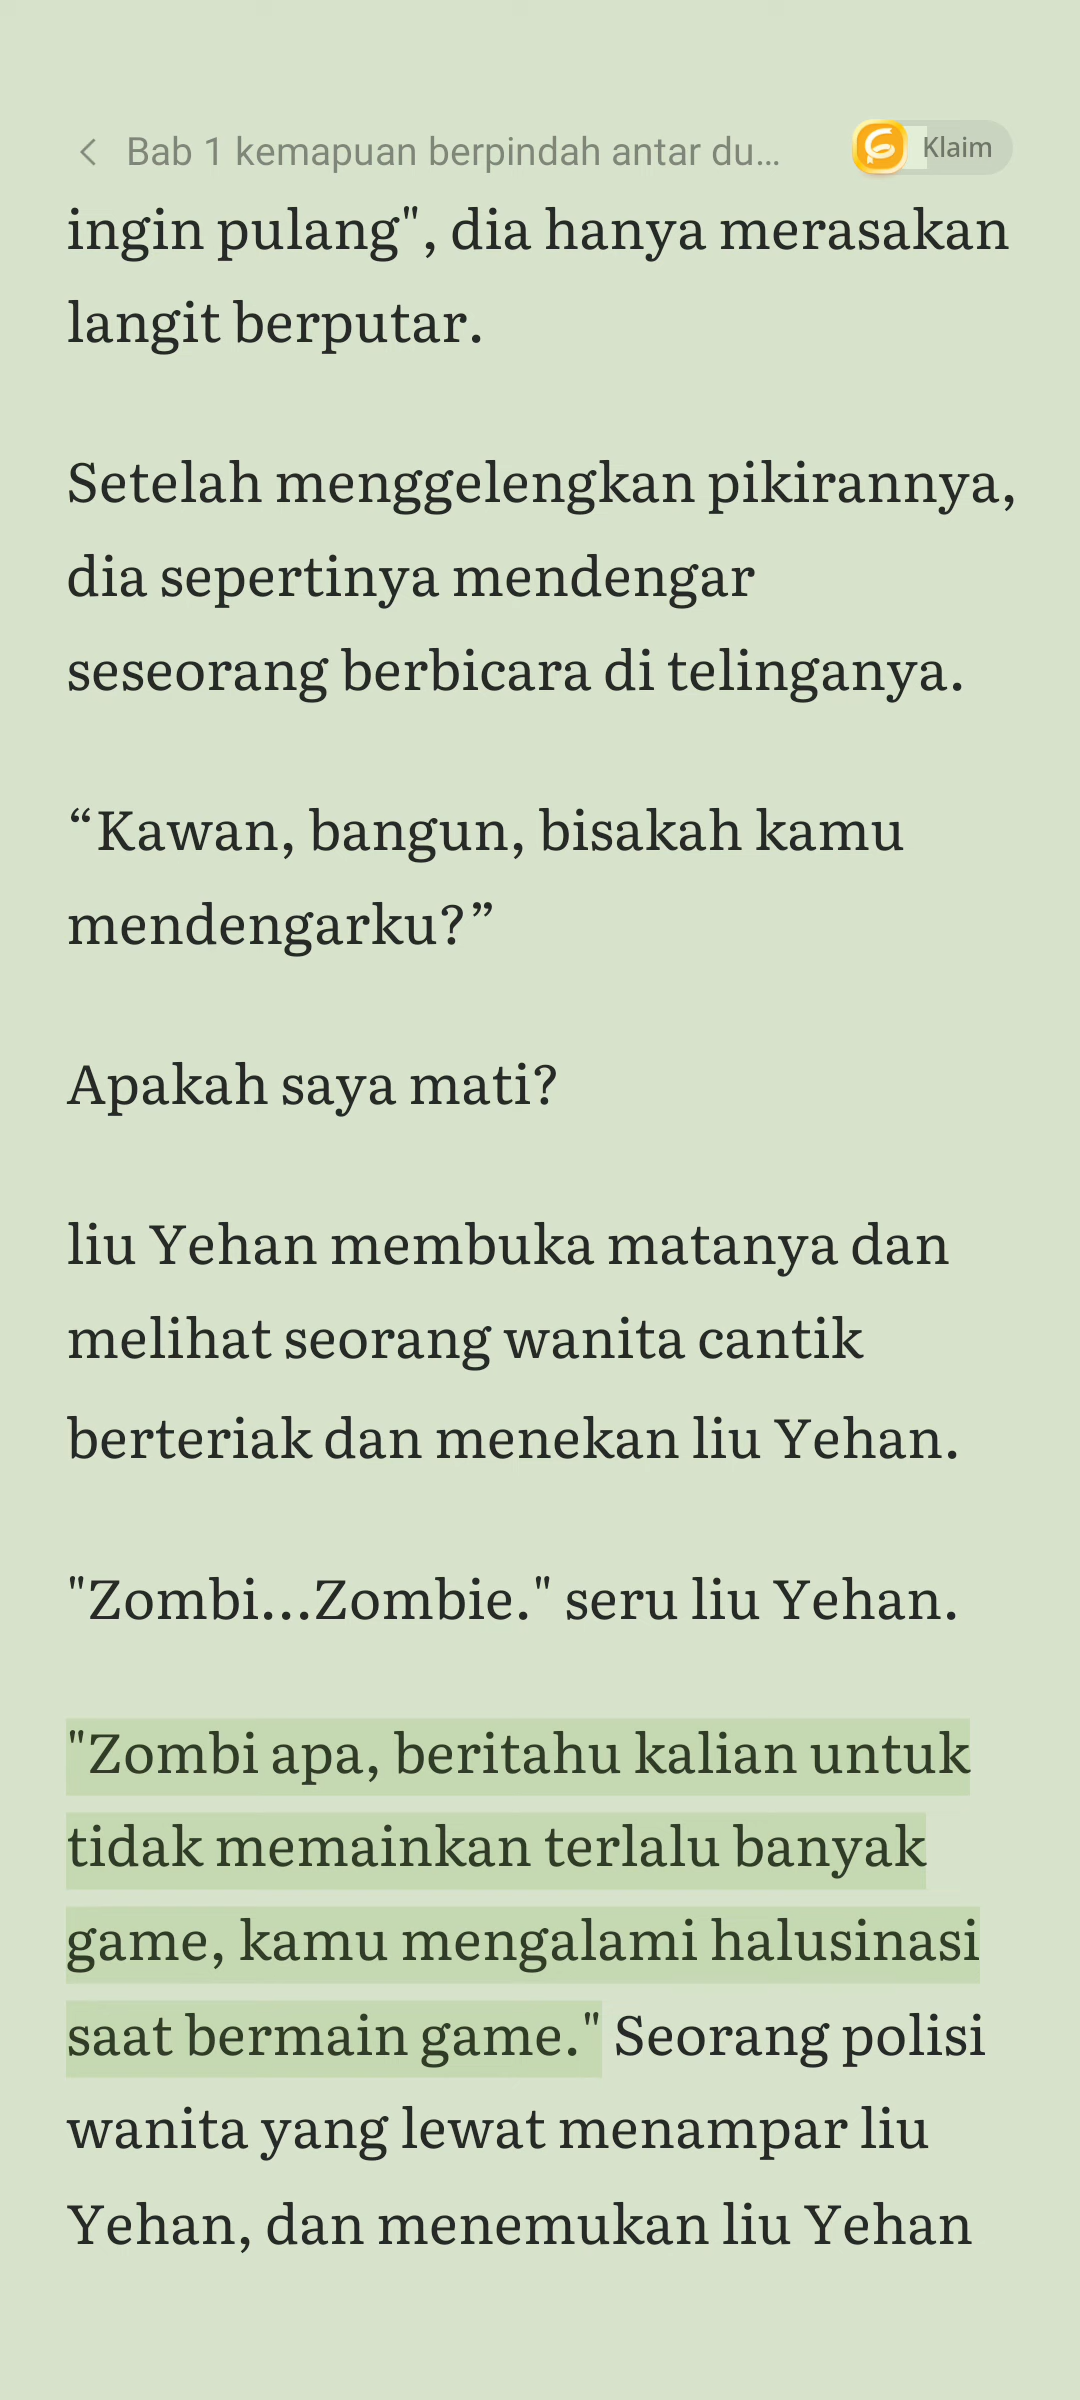 Bab 1 kemapuan berpindah antar du...
Klaim
ingin pulang", dia hanya merasakan
langit berputar.
Setelah menggelengkan pikirannya,
dia sepertinya mendengar
seseorang berbicara di telinganya.
“Kawan, bangun, bisakah kamu
mendengarku?”
Apakah saya mati?
liu Yehan membuka matanya dan
melihat seorang wanita cantik
berteriak dan menekan liu Yehan.
"Zombi...Zombie." seru liu Yehan.
"Zombi apa, beritahu kalian untuk
tidak memainkan terlalu banyak
game, kamu mengalami halusinasi
saat bermain game." Seorang polisi
wanita yang lewat menampar liu
Yehan, dan menemukan liu Yehan